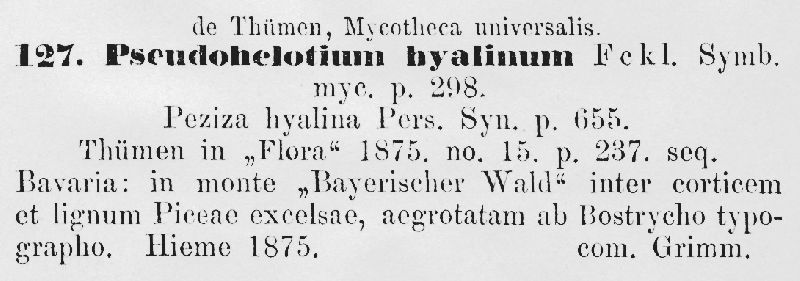 de Thümen, Mycotheca universalis.
127. Pseudohelotium hyalinum Fckl. Symb.
myc. p. 298.
Peziza hyalina Pers. Syn. p. 655.
Thümen in „Flora“ 1875. no. 15. p. 237. seq.
Bavaria: in monte „Bayerischer Wald“ inter corticem
et lignum Piceae excelsae, aegrotatam ab Bostrycho typo-
grapho. Hieme 1875. com. Grimm.